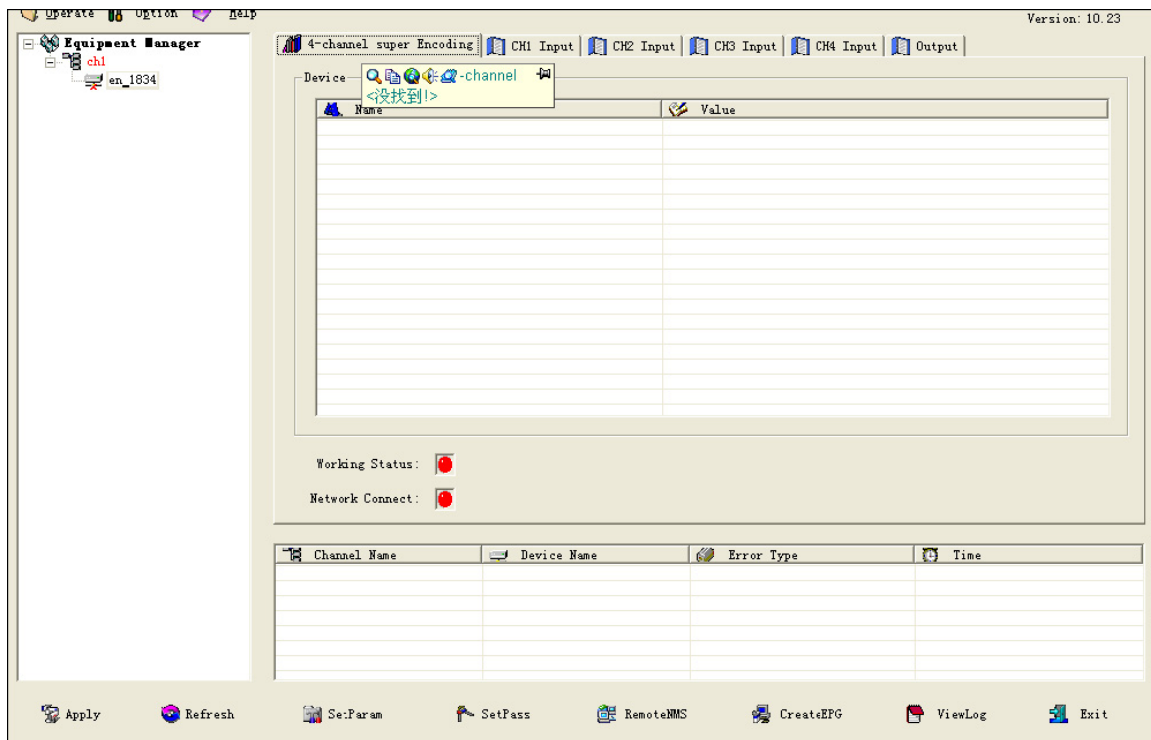 Operate Option Help
Version: 10.23
Equipment Manager
ch1
en_1834
4-channel super Encoding CH1 Input CH2 Input CH3 Input CH4 Input Output
Device
-channel
<没找到!>
Name Value
Working Status:
Network Connect:
Channel Name Device Name Error Type Time
Apply Refresh SetParam SetPass RemoteNMS CreateEPG ViewLog Exit